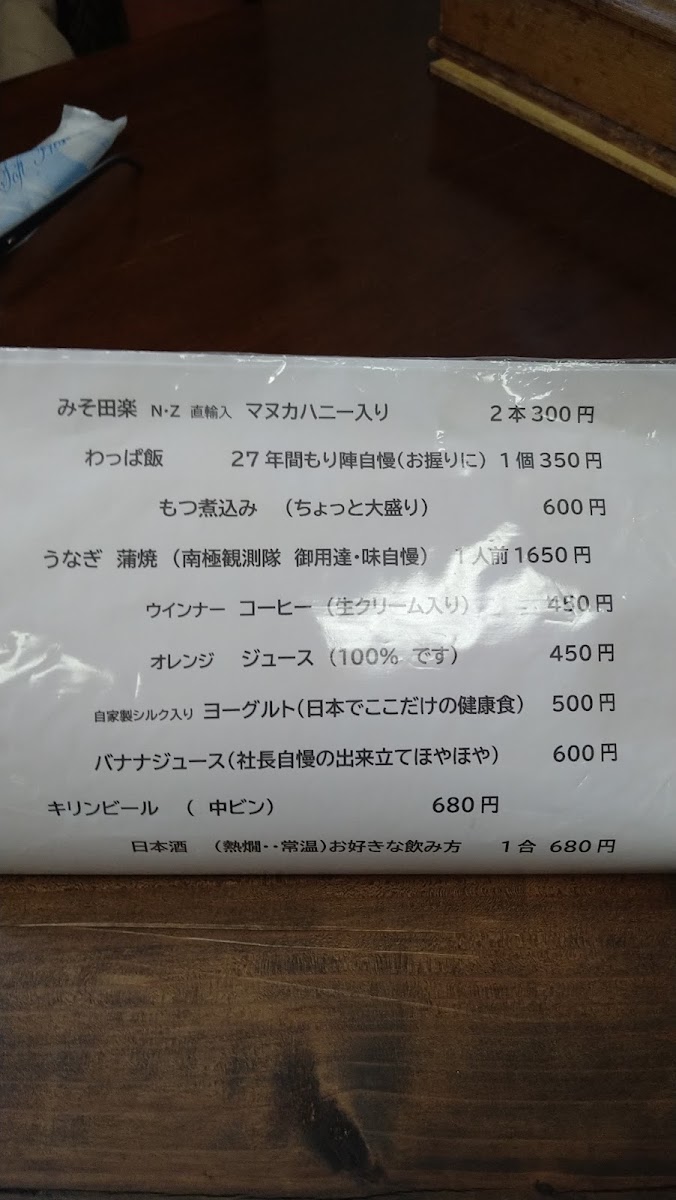 Soft
みそ田楽 N・Z 直輸入 マヌカハニー入り 2本300円
わっぱ飯 27年間もり陣自慢(お握りに) 1個350円
もつ煮込み (ちょっと大盛り) 600円
うなぎ 蒲焼 (南極観測隊 御用達・味自慢) 1人前1650円
ウインナー コーヒー (生クリーム入り) 450円
オレンジ ジュース (100% です) 450円
自家製シルク入り ヨーグルト(日本でここだけの健康食) 500円
バナナジュース(社長自慢の出来立てほやほや) 600円
キリンビール ( 中ビン) 680円
日本酒 (熱燗・・常温)お好きな飲み方 1合 680円